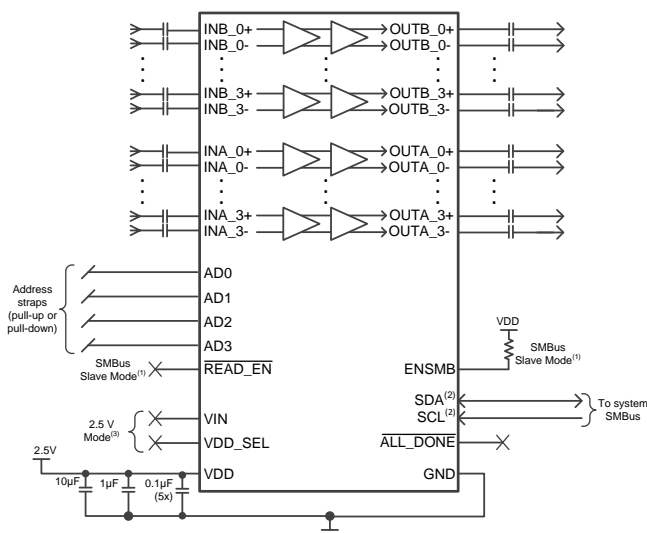 INB_0+ OUTB_0+
INB_0- OUTB_0-
INB_3+ OUTB_3+
INB_3- OUTB_3-
INA_0+ OUTA_0+
INA_0- OUTA_0-
INA_3+ OUTA_3+
INA_3- OUTA_3-
Address
straps
(pull-up or
pull-down)
AD0
AD1
AD2
AD3
SMBus
Slave Mode(1)
READ_EN
VDD
SMBus
Slave Mode(1)
ENSMB
SDA(2)
SCL(2)
To system
SMBus
2.5 V
Mode(3)
VIN
VDD_SEL
ALL_DONE
2.5V
VDD
GND
10µF
1µF
0.1µF
(5x)